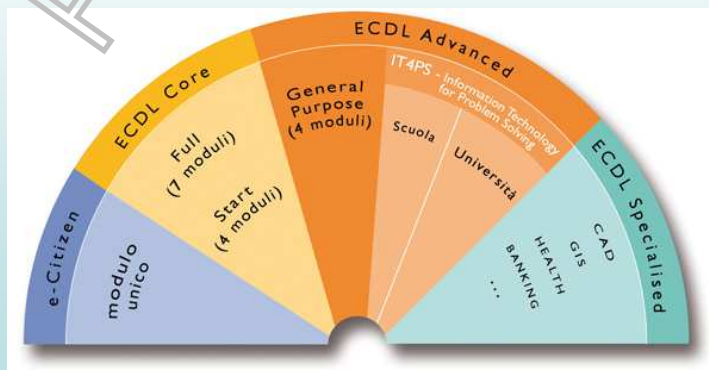 e-Citizen
modulo
unico
ECDL Core
Full
(7 moduli)
Start
(4 moduli)
ECDL Advanced
General
Purpose
(4 moduli)
IT4PS - Information Technology
for Problem Solving
Scuola
Università
ECDL Specialised
CAD
GIS
HEALTH
BANKING
...